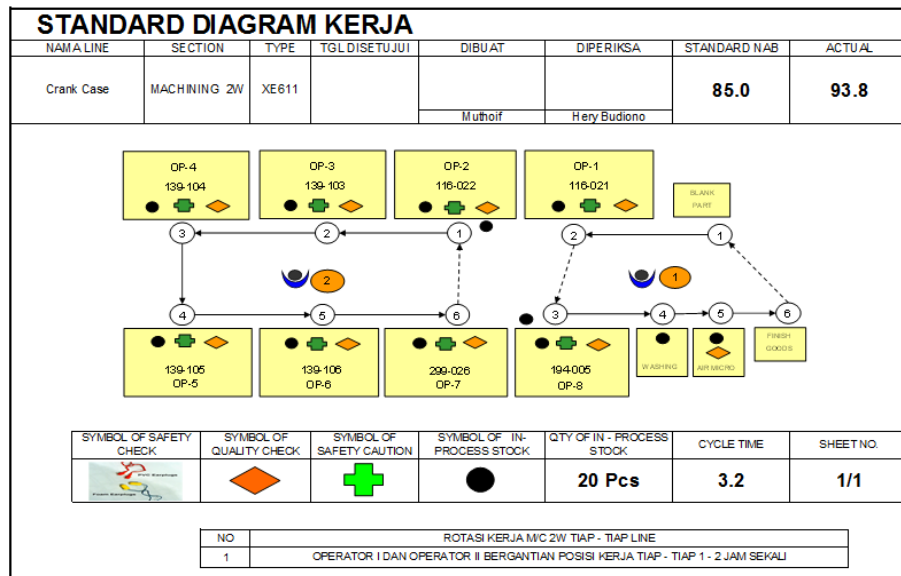 STANDARD DIAGRAM KERJA
NAMA LINE SECTION TYPE TGL DISETUJUI DIBUAT DIPERIKSA STANDARD NAB ACTUAL
Crank Case MACHINING 2W XE611 85.0 93.8
Muthoif Hery Budiono
OP-4 OP-3 OP-2 OP-1
139-104 139-103 116-022 116-021
BLANK
PART
3 2 1 2 1
2 1
4 5 6 3 4 5 6
FINISH
GOODS
WASHING AIR MICRO
139-105 139-106 299-026 194-005
OP-5 OP-6 OP-7 OP-8
SYMBOL OF SAFETY CHECK SYMBOL OF QUALITY CHECK SYMBOL OF SAFETY CAUTION SYMBOL OF IN-PROCESS STOCK QTY OF IN - PROCESS STOCK CYCLE TIME SHEET NO.
Foam Earplugs 20 Pcs 3.2 1/1
NO ROTASI KERJA M/C 2W TIAP - TIAP LINE
1 OPERATOR I DAN OPERATOR II BERGANTIAN POSISI KERJA TIAP - TIAP 1 - 2 JAM SEKALI